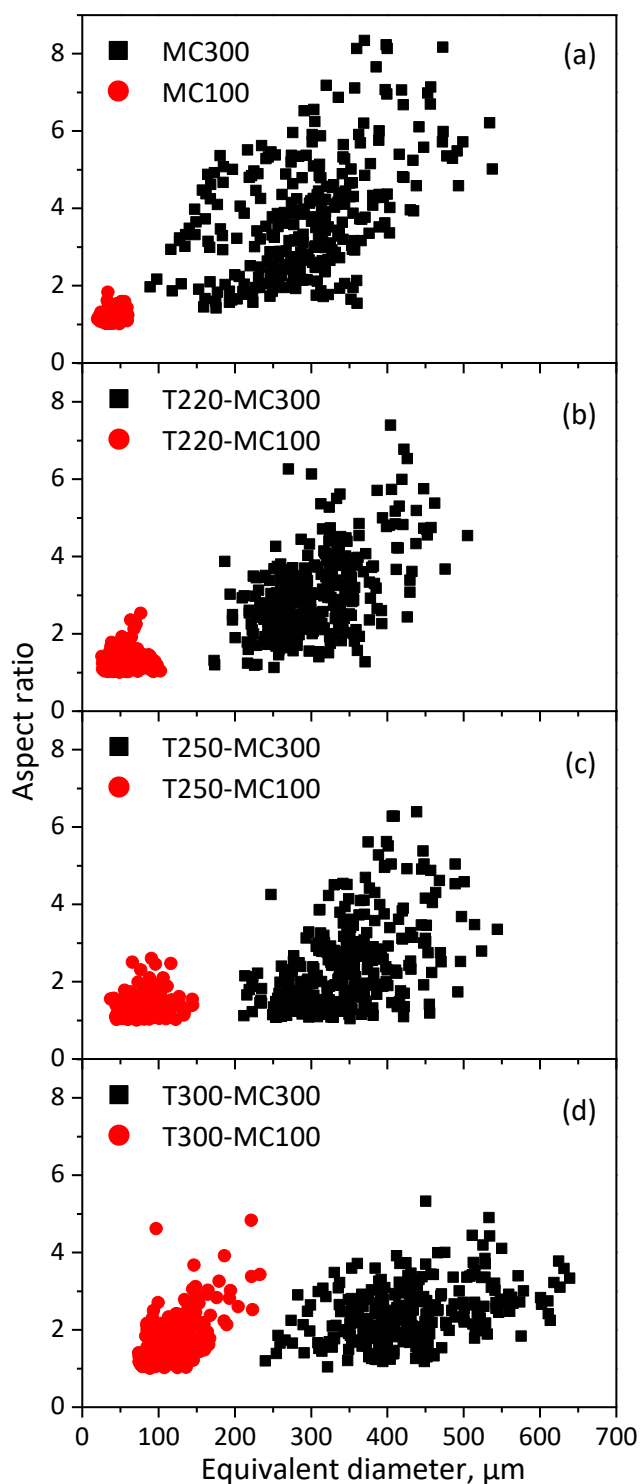 8
6
4
2
0
MC300
MC100
(a)
8
6
4
2
0
T220-MC300
T220-MC100
(b)
Aspect ratio
8
6
4
2
0
T250-MC300
T250-MC100
(c)
8
6
4
2
0
T300-MC300
T300-MC100
(d)
0 100 200 300 400 500 600 700
Equivalent diameter, μm